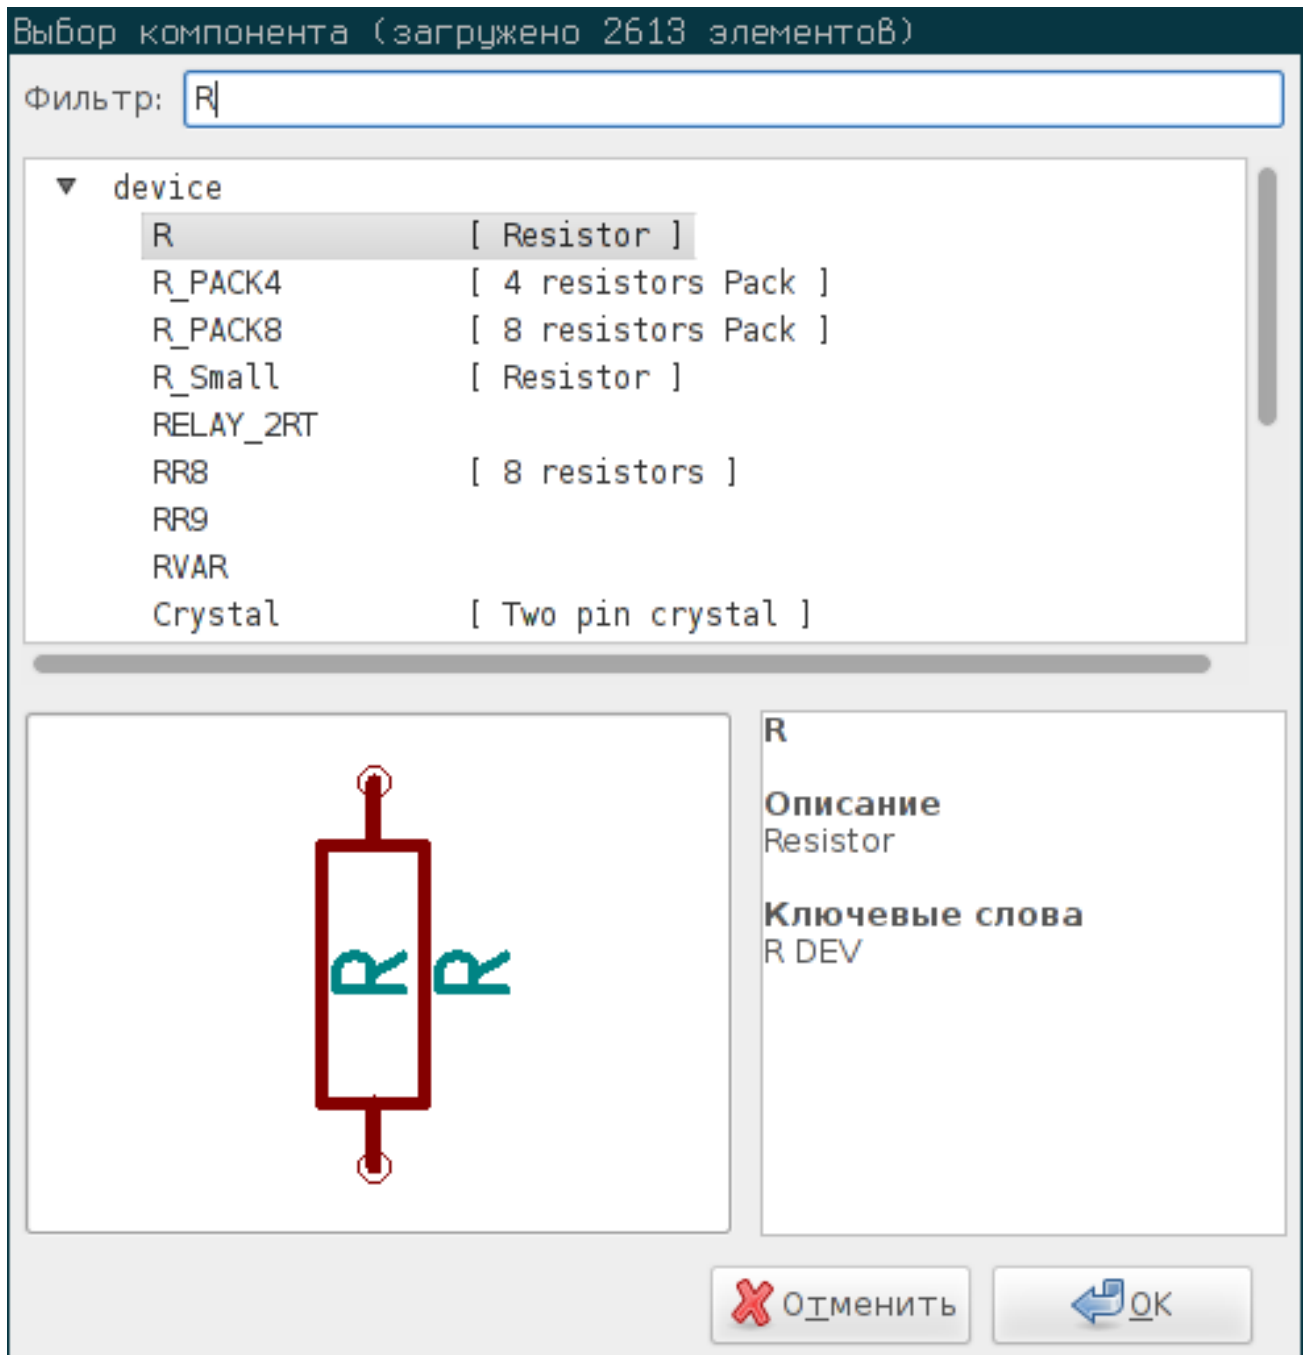 Выбор компонента (загружено 2613 элементов)
Фильтр: R
device
R [ Resistor ]
R_PACK4 [ 4 resistors Pack ]
R_PACK8 [ 8 resistors Pack ]
R_Small [ Resistor ]
RELAY_2RT
RR8 [ 8 resistors ]
RR9
RVAR
Crystal [ Two pin crystal ]
R R
R
Описание
Resistor
Ключевые слова
R DEV
Отменить OK